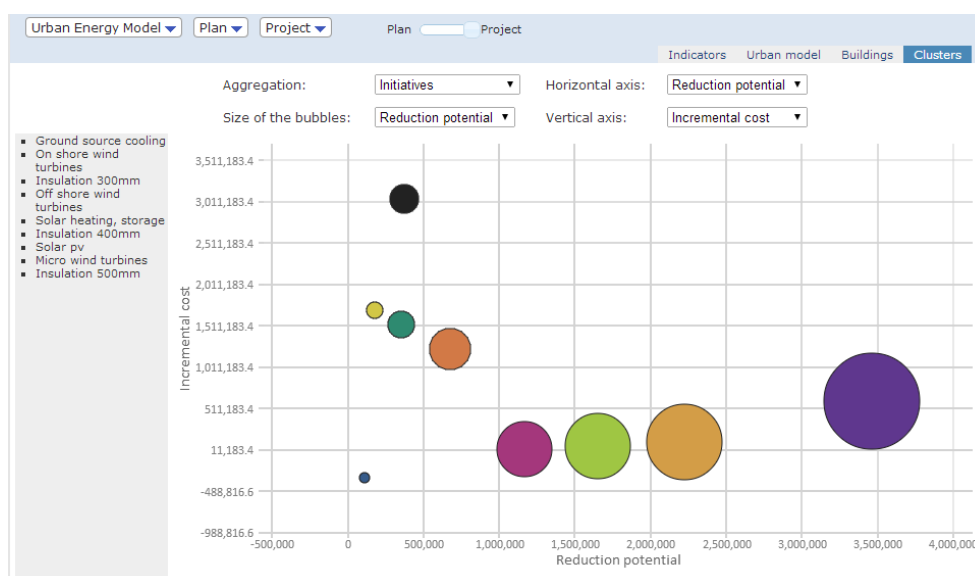 Urban Energy Model Plan Project Plan Project
Indicators Urban model Buildings Clusters
Aggregation: Initiatives Horizontal axis: Reduction potential
Size of the bubbles: Reduction potential Vertical axis: Incremental cost
Ground source cooling
On shore wind
turbines
Insulation 300mm
Off shore wind
turbines
Solar heating, storage
Insulation 400mm
Solar pv
Micro wind turbines
Insulation 500mm
Incremental cost
3,511,183.4
3,011,183.4
2,511,183.4
2,011,183.4
1,511,183.4
1,011,183.4
511,183.4
11,183.4
-488,816.6
-988,816.6
-500,000 0 500,000 1,000,000 1,500,000 2,000,000 2,500,000 3,000,000 3,500,000 4,000,000
Reduction potential